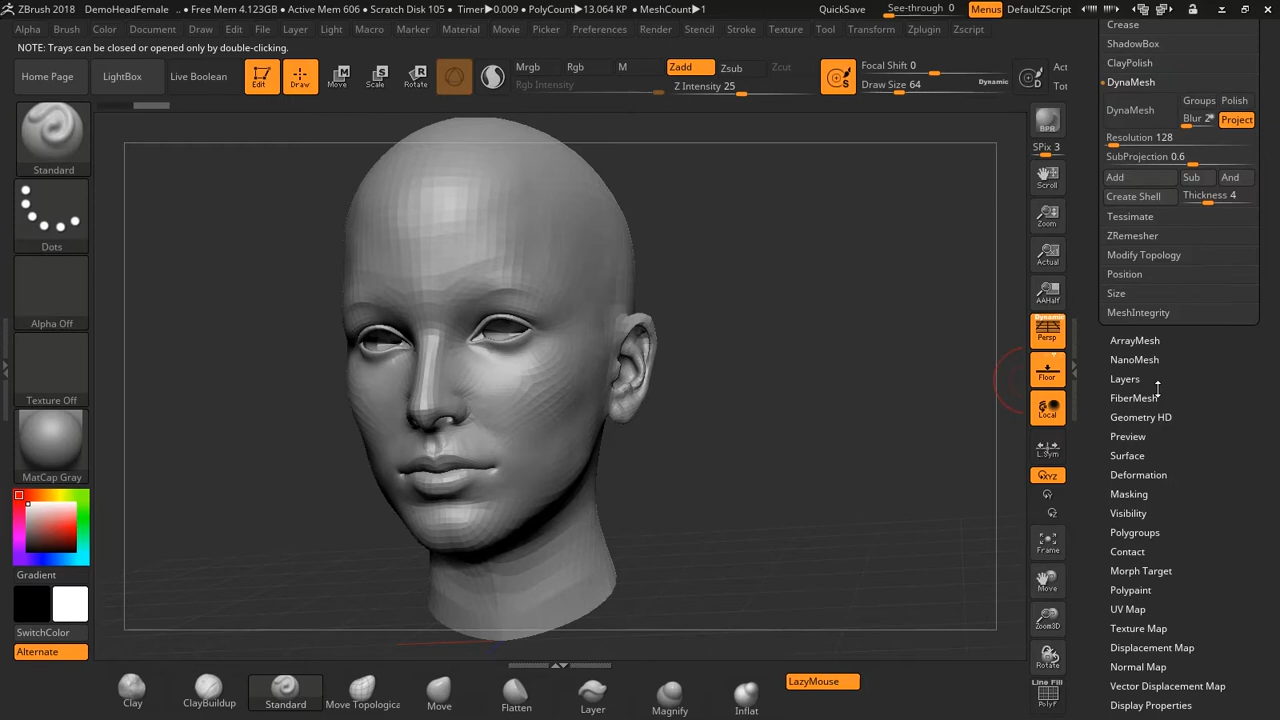 ZBrush 2018 DemoHeadFemale .. ● Free Mem 4.123GB ● Active Mem 606 ● Scratch Disk 105 ● Timer▶0.009 ● PolyCount▶13.064 KP ● MeshCount▶1 QuickSave See-through 0 Menus DefaultZScript
Alpha Brush Color Document Draw Edit File Layer Light Macro Marker Material Movie Picker Preferences Render Stencil Stroke Texture Tool Transform Zplugin Zscript
NOTE: Trays can be closed or opened only by double-clicking.
Home Page LightBox Live Boolean Edit Draw Move Scale Rotate
Mrgb Rgb M Zadd Zsub Zcut Focal Shift 0 Act
Rgb Intensity Z Intensity 25 Draw Size 64 Dynamic Tot
Standard
Dots
Alpha Off
Texture Off
MatCap Gray
Gradient
SwitchColor
Alternate
BPR
SPix 3
Scroll
Zoom
Actual
AAHalf
Dynamic
Persp
Floor
Local
L.Sym
XYZ
Frame
Move
Zoom3D
Rotate
Line Fill
PolyF
Crease
ShadowBox
ClayPolish
DynaMesh
Groups Polish
DynaMesh Blur 2 Project
Resolution 128
SubProjection 0.6
Add Sub And
Create Shell Thickness 4
Tessimate
ZRemesher
Modify Topology
Position
Size
MeshIntegrity
ArrayMesh
NanoMesh
Layers
FiberMesh
Geometry HD
Preview
Surface
Deformation
Masking
Visibility
Polygroups
Contact
Morph Target
Polypaint
UV Map
Texture Map
Displacement Map
Normal Map
Vector Displacement Map
Display Properties
Clay ClayBuildup Standard Move Topologica Move Flatten Layer Magnify Inflat LazyMouse